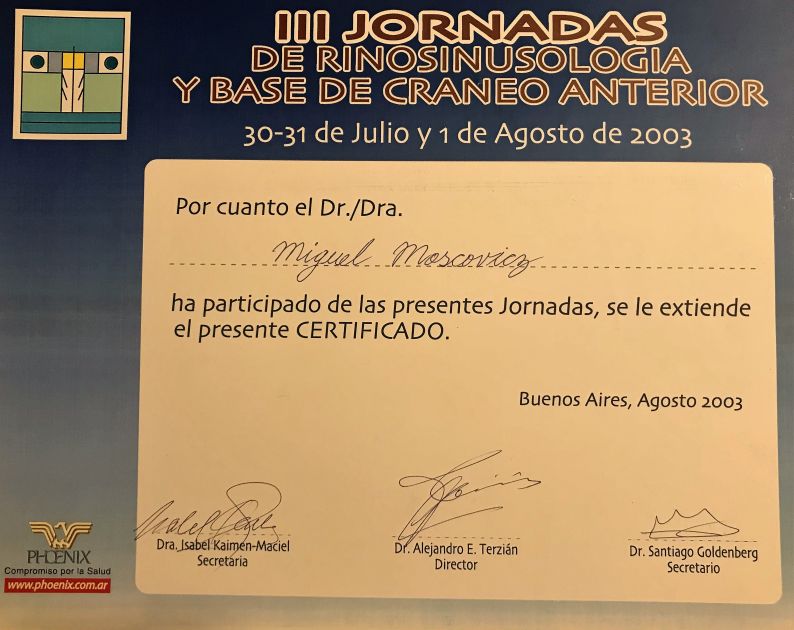 III JORNADAS
DE RINOSINUSOLOGIA
Y BASE DE CRANEO ANTERIOR
30-31 de Julio y 1 de Agosto de 2003
Por cuanto el Dr./Dra.
Miguel Moscovicz
ha participado de las presentes Jornadas, se le extiende
el presente CERTIFICADO.
Buenos Aires, Agosto 2003
Dra. Isabel Kaimen-Maciel
Secretaria
Dr. Alejandro E. Terzián
Director
Dr. Santiago Goldenberg
Secretario
PHOENIX
Compromiso por la Salud
www.phoenix.com.ar